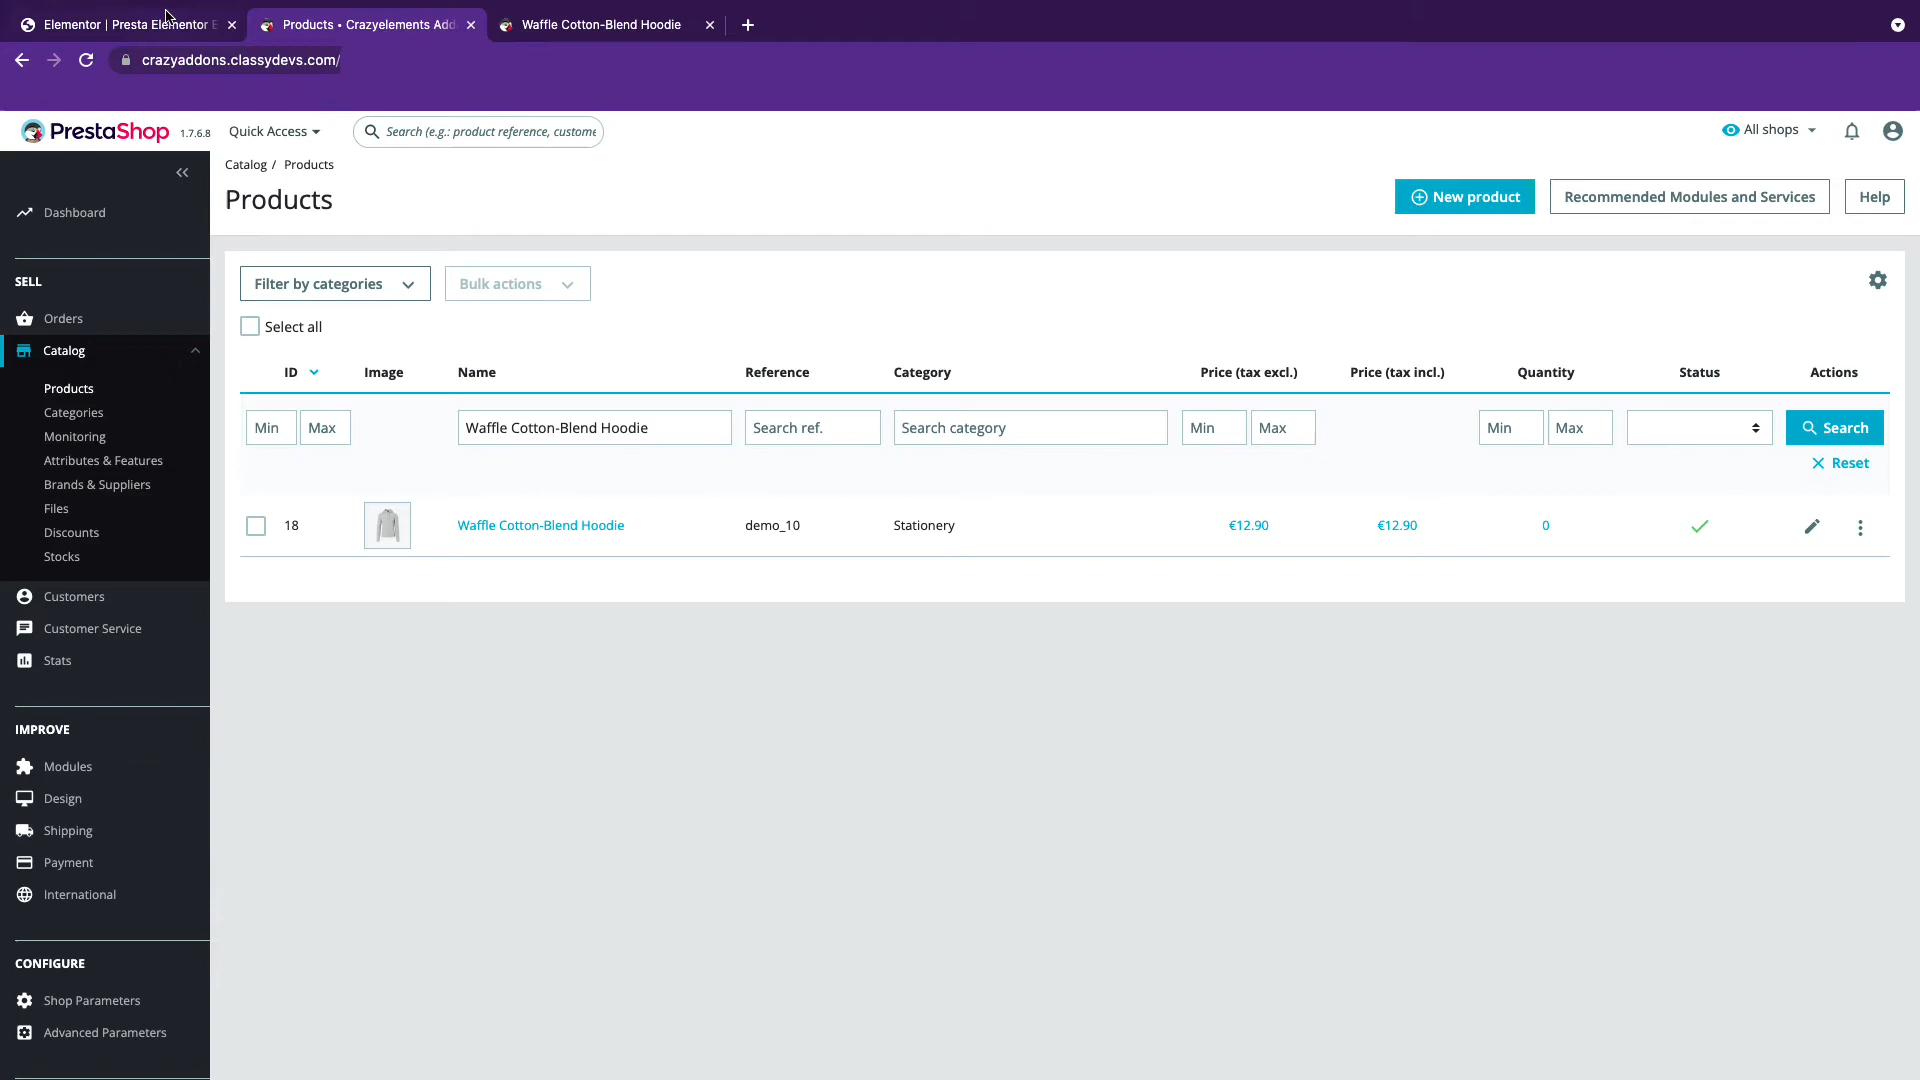 Elementor | Presta Elementor E
Products • Crazyelements Add
Waffle Cotton-Blend Hoodie
crazyaddons.classydevs.com/
PrestaShop 1.7.6.8
Quick Access
Search (e.g.: product reference, custome
All shops
Catalog / Products
Products
New product
Recommended Modules and Services
Help
Dashboard
SELL
Orders
Catalog
Products
Categories
Monitoring
Attributes & Features
Brands & Suppliers
Files
Discounts
Stocks
Customers
Customer Service
Stats
IMPROVE
Modules
Design
Shipping
Payment
International
CONFIGURE
Shop Parameters
Advanced Parameters
Filter by categories
Bulk actions
Select all
ID Image Name Reference Category Price (tax excl.) Price (tax incl.) Quantity Status Actions
Min Max Waffle Cotton-Blend Hoodie Search ref. Search category Min Max Min Max Search
Reset
18 Waffle Cotton-Blend Hoodie demo_10 Stationery €12.90 €12.90 0